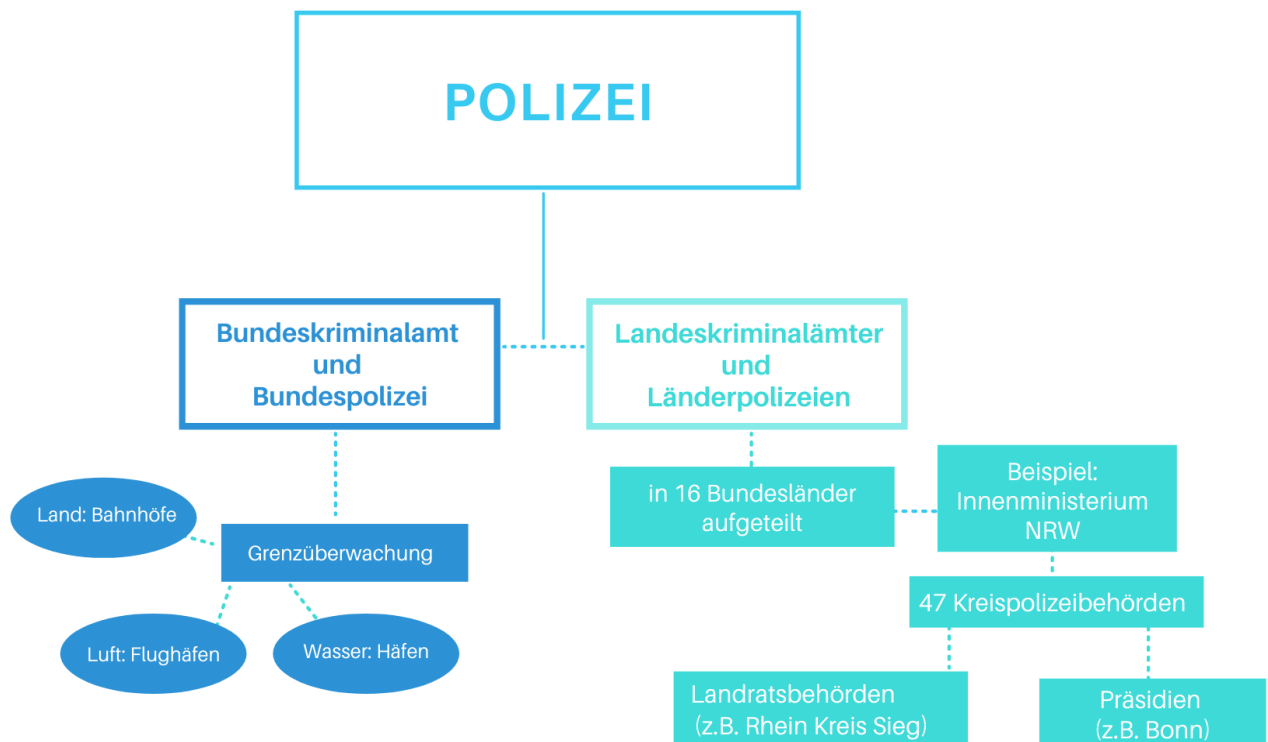 POLIZEI
Bundeskriminalamt
und
Bundespolizei
Landeskriminalämter
und
Länderpolizeien
Land: Bahnhöfe
Grenzüberwachung
Luft: Flughäfen
Wasser: Häfen
in 16 Bundesländer
aufgeteilt
Beispiel:
Innenministerium
NRW
47 Kreispolizeibehörden
Landratsbehörden
(z.B. Rhein Kreis Sieg)
Präsidien
(z.B. Bonn)